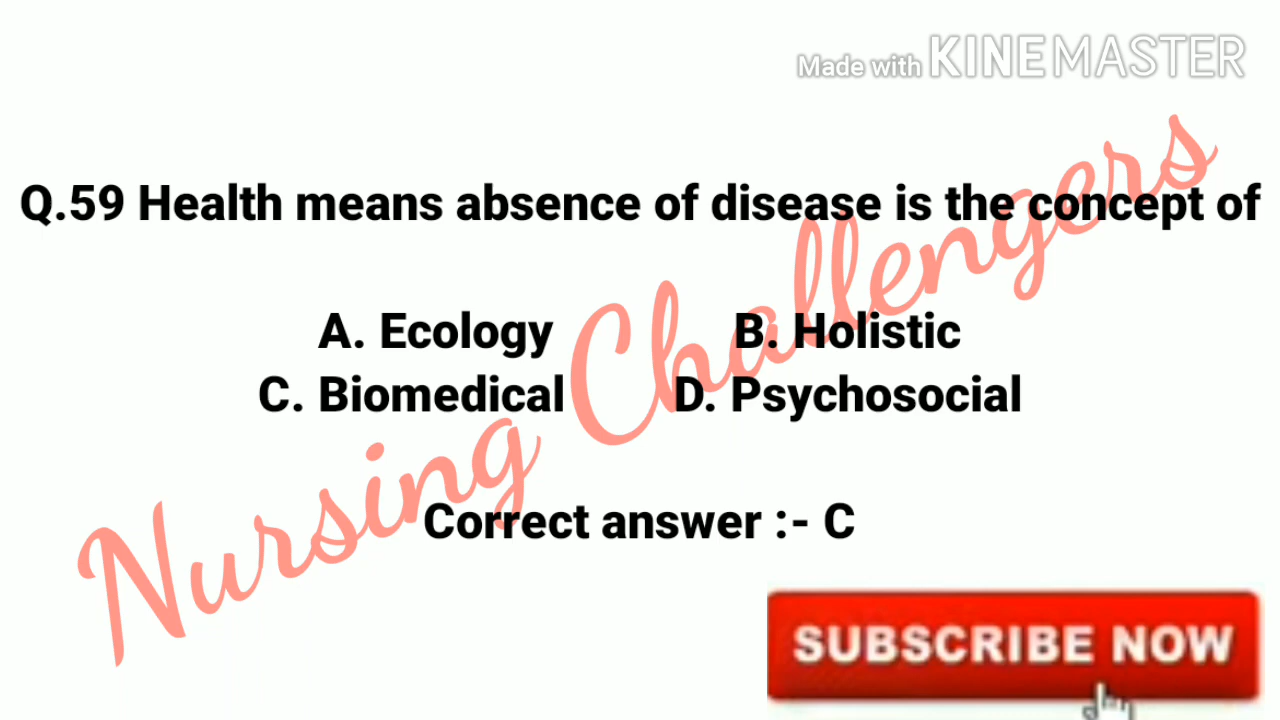 Made with KINEMASTER
Q.59 Health means absence of disease is the concept of
A. Ecology B. Holistic
C. Biomedical D. Psychosocial
Nursing Challengers
Correct answer :- C
SUBSCRIBE NOW